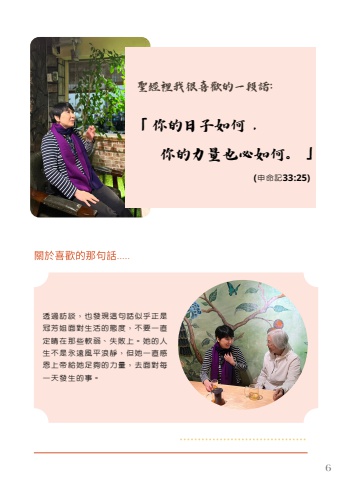 聖經裡我很喜歡的一段話:
「你的日子如何，
你的力量也必如何。」
(申命記33:25)
關於喜歡的那句話.....
透過訪談、也發現這句話似乎正是
冠芳姐面對生活的態度，不要一直
定睛在那些軟弱、失敗上。她的人
生不是永遠風平浪靜，但她一直感
恩上帝給她足夠的力量，去面對每
一天發生的事。
6